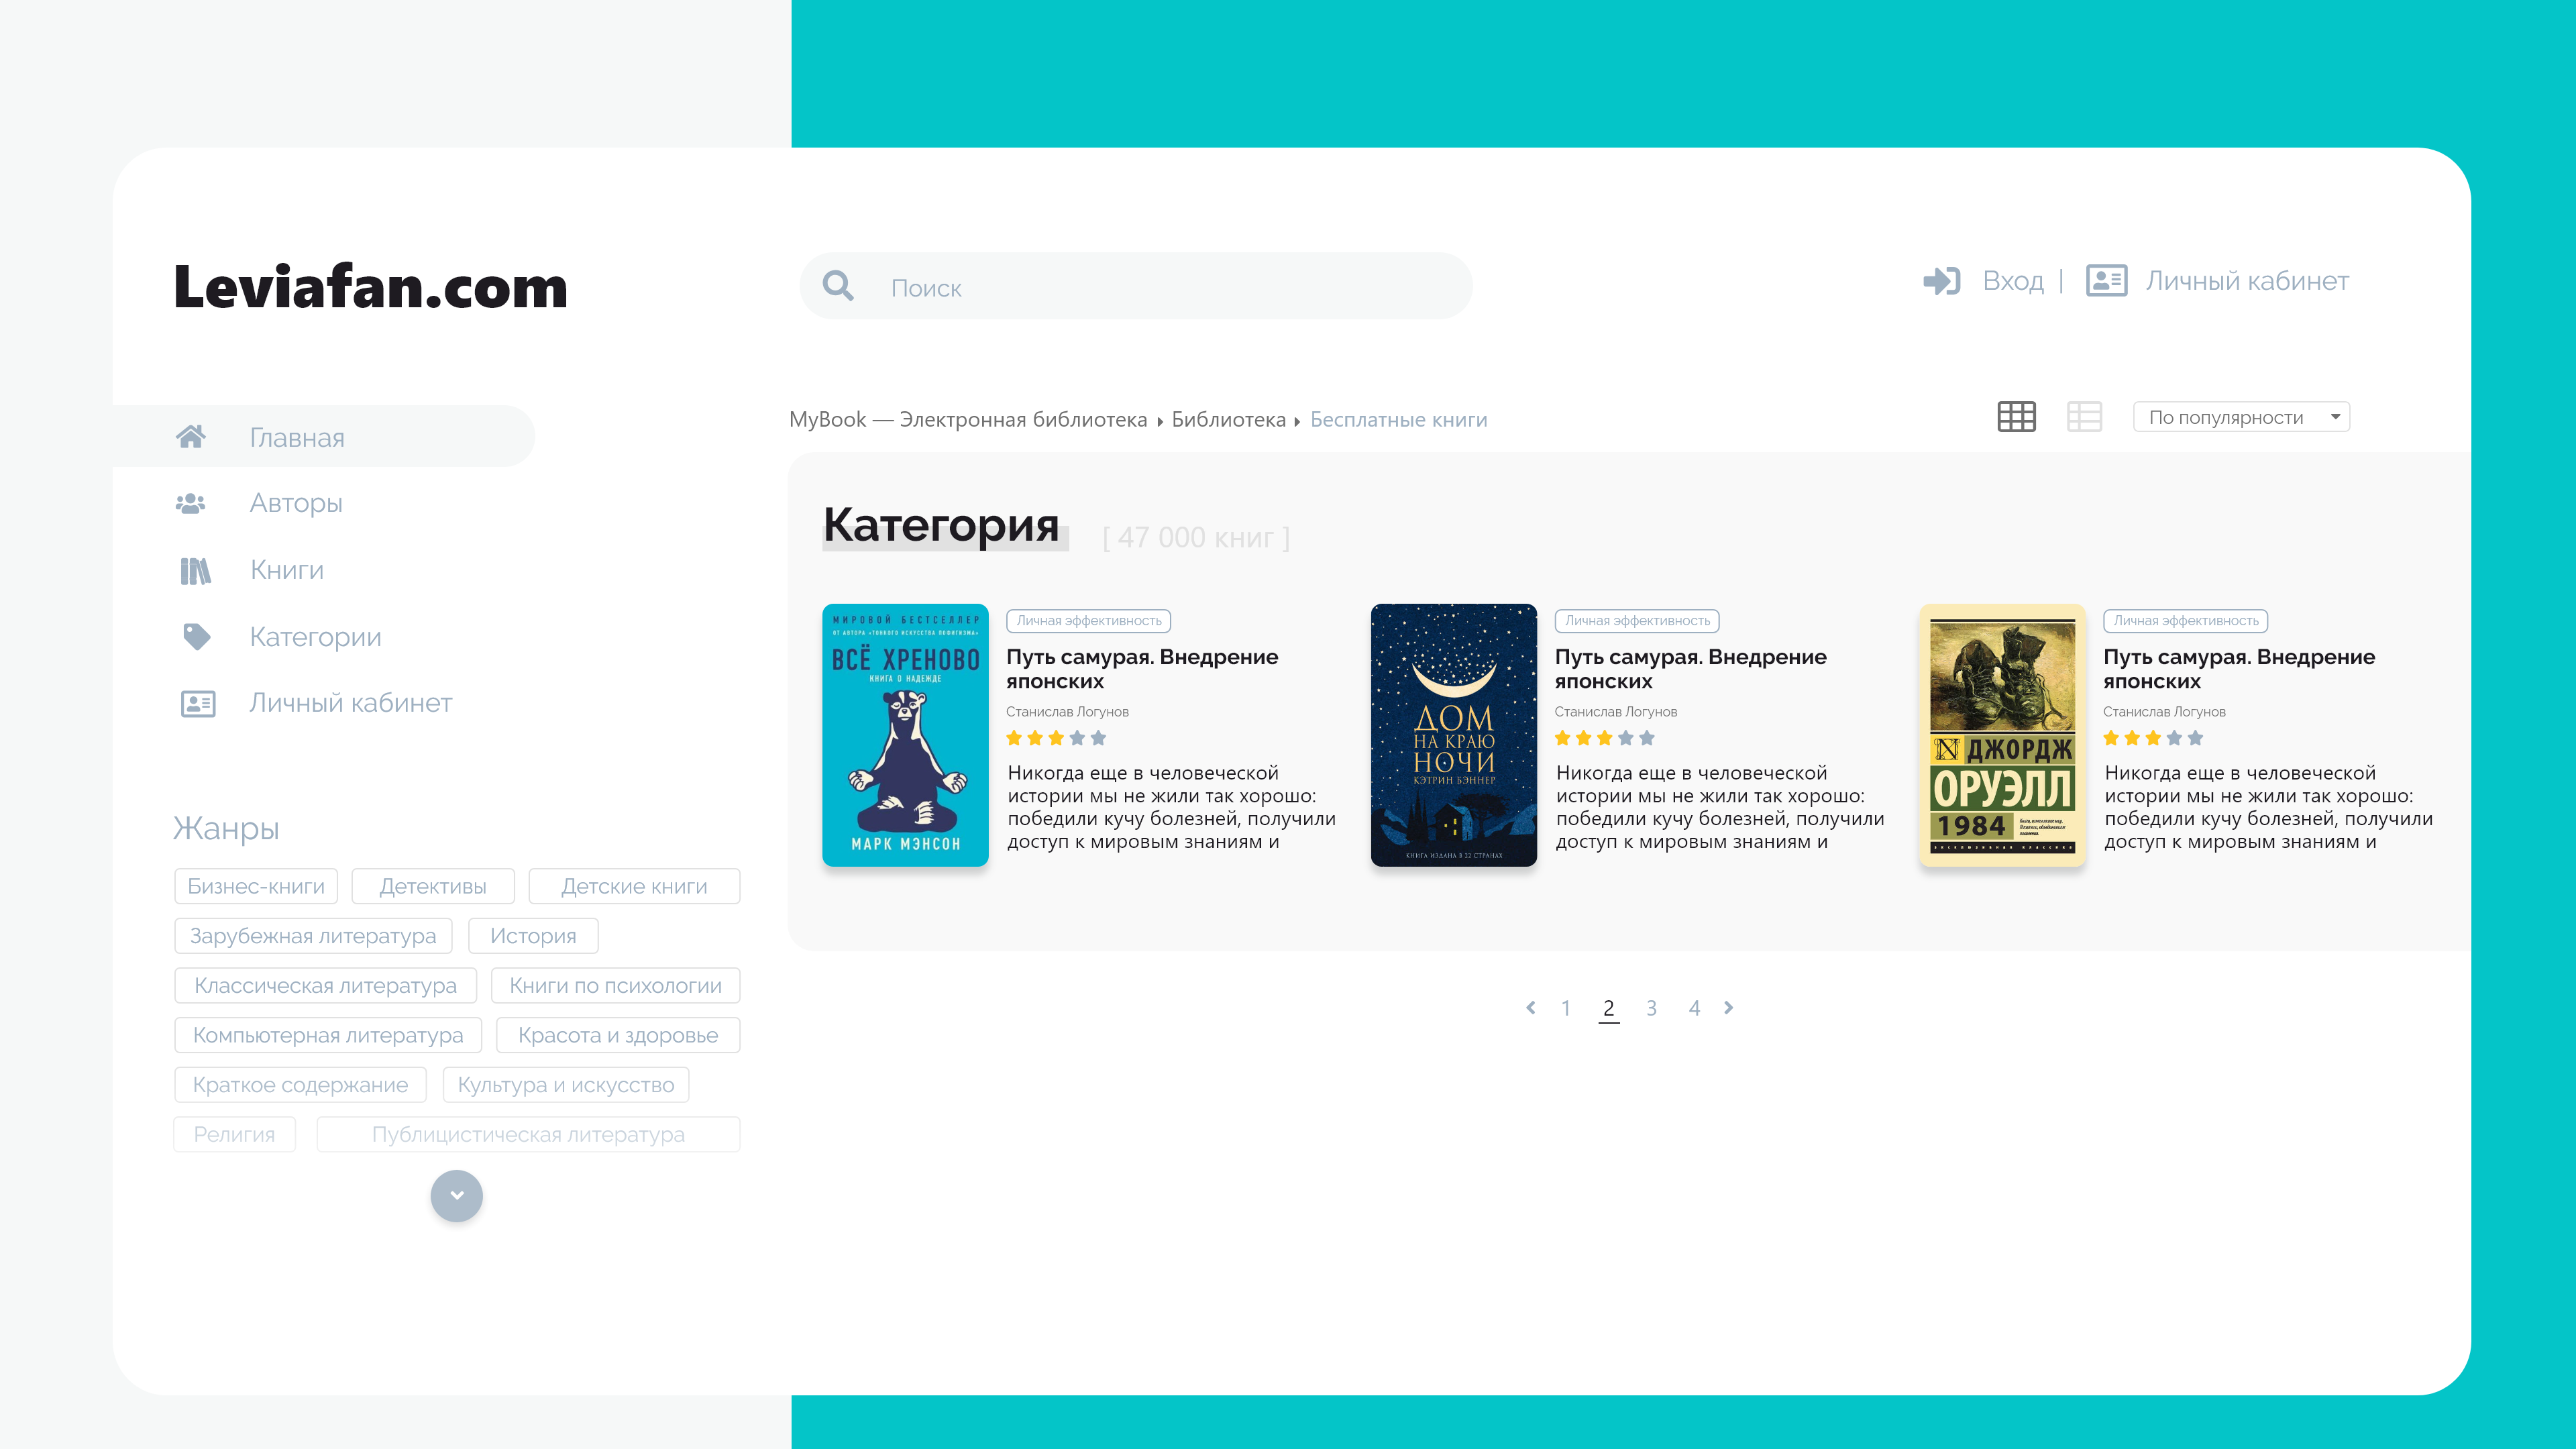 Leviafan.com
Поиск
Вход | Личный кабинет
Главная
Авторы
Книги
Категории
Личный кабинет
Жанры
Бизнес-книги Детективы Детские книги
Зарубежная литература История
Классическая литература Книги по психологии
Компьютерная литература Красота и здоровье
Краткое содержание Культура и искусство
Религия Публицистическая литература
MyBook — Электронная библиотека Библиотека Бесплатные книги
По популярности
Категория [ 47 000 книг ]
МИРОВОЙ БЕСТСЕЛЛЕР
ОТ АВТОРА «ТОНКОГО ИСКУССТВА ПОФИГИЗМА»
ВСЁ ХРЕНОВО
КНИГА О НАДЕЖДЕ
МАРК МЭНСОН
Личная эффективность
Путь самурая. Внедрение
японских
Станислав Логунов
Никогда еще в человеческой
истории мы не жили так хорошо:
победили кучу болезней, получили
доступ к мировым знаниям и
ДОМ
НА КРАЮ
НОЧИ
КЭТРИН БЭННЕР
КНИГА ИЗДАНА В 22 СТРАНАХ
Личная эффективность
Путь самурая. Внедрение
японских
Станислав Логунов
Никогда еще в человеческой
истории мы не жили так хорошо:
победили кучу болезней, получили
доступ к мировым знаниям и
N ДЖОРДЖ
ОРУЭЛЛ
1984
ЭКСКЛЮЗИВНАЯ КЛАССИКА
Личная эффективность
Путь самурая. Внедрение
японских
Станислав Логунов
Никогда еще в человеческой
истории мы не жили так хорошо:
победили кучу болезней, получили
доступ к мировым знаниям и
1 2 3 4